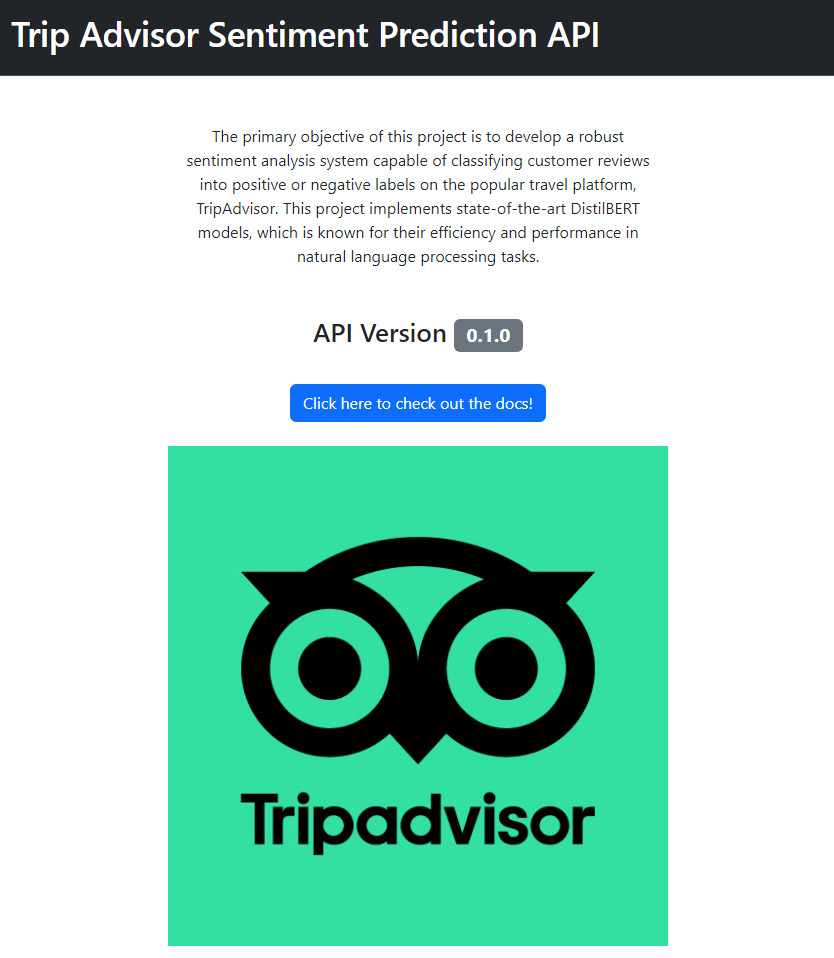 Trip Advisor Sentiment Prediction API
The primary objective of this project is to develop a robust
sentiment analysis system capable of classifying customer reviews
into positive or negative labels on the popular travel platform,
TripAdvisor. This project implements state-of-the-art DistilBERT
models, which is known for their efficiency and performance in
natural language processing tasks.
API Version 0.1.0
Click here to check out the docs!
Tripadvisor